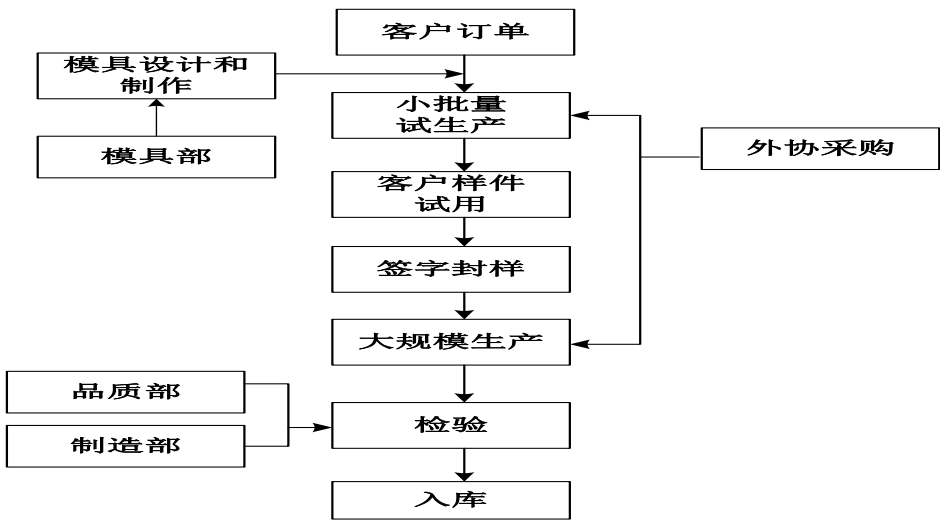 客户订单
模具设计和
制作
小批量
试生产
模具部
外协采购
客户样件
试用
签字封样
大规模生产
品质部
检验
制造部
入库